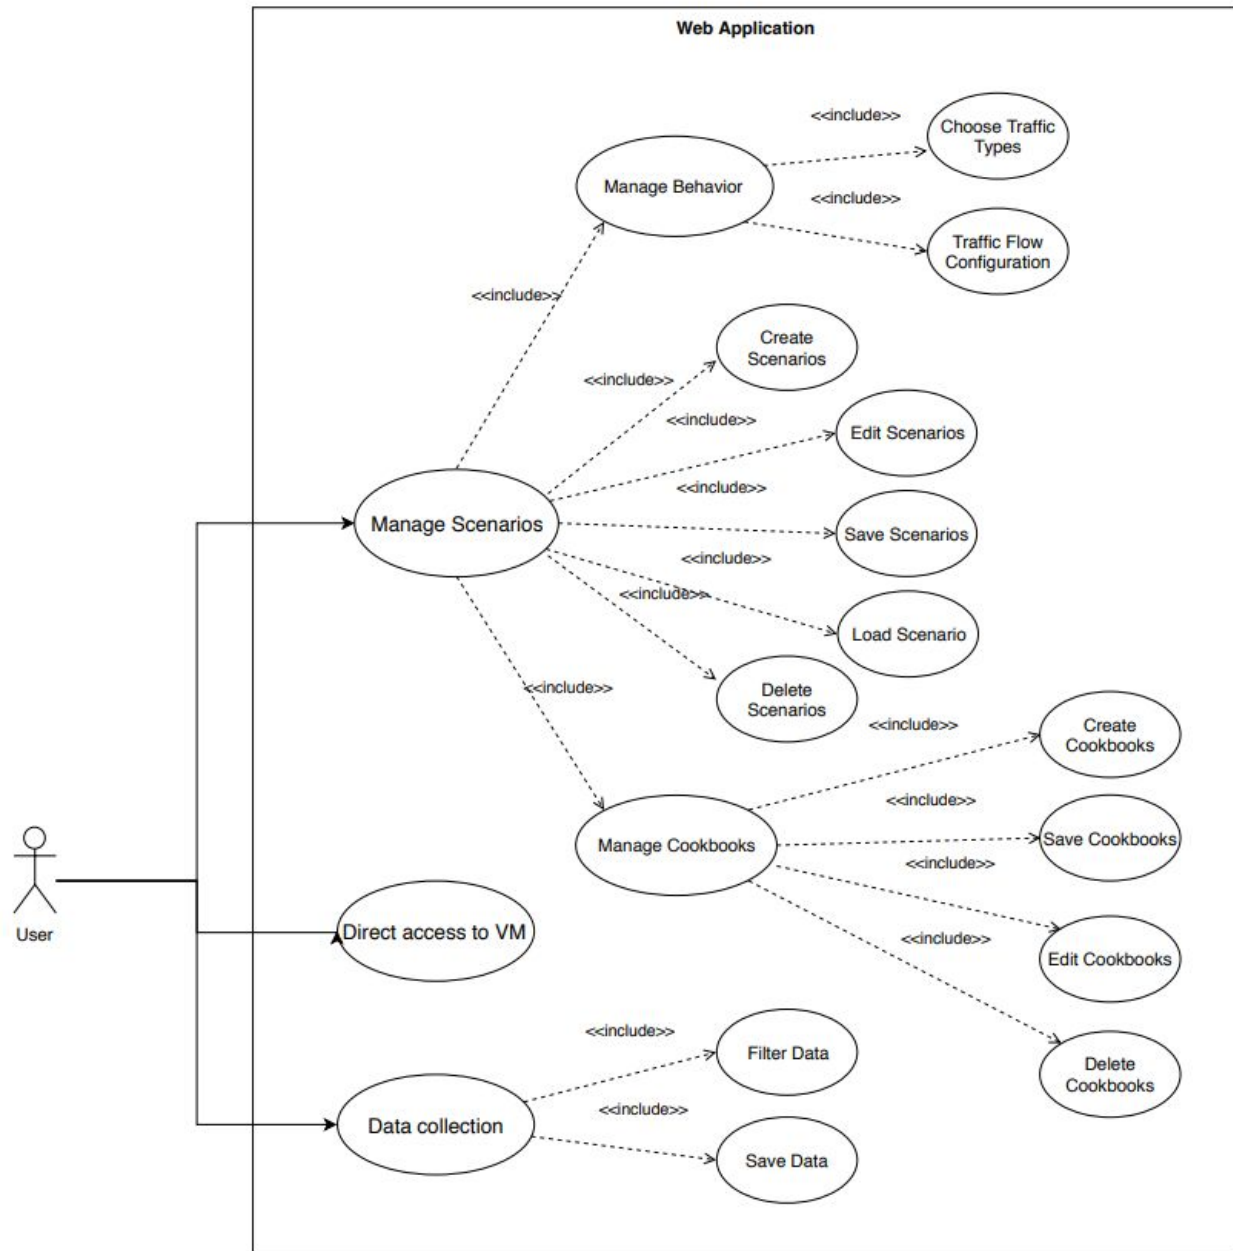 Web Application
<<include>>
Choose Traffic
Types
Manage Behavior
<<include>>
Traffic Flow
Configuration
<<include>>
Create
Scenarios
<<include>>
<<include>>
Edit Scenarios
<<include>>
Manage Scenarios
Save Scenarios
<<include>>
<<include>>
Load Scenario
<<include>>
Delete
Scenarios
<<include>>
Create
Cookbooks
<<include>>
Manage Cookbooks
Save Cookbooks
<<include>>
User
Direct access to VM
<<include>>
Edit Cookbooks
<<include>>
Filter Data
Delete
Cookbooks
<<include>>
Data collection
Save Data